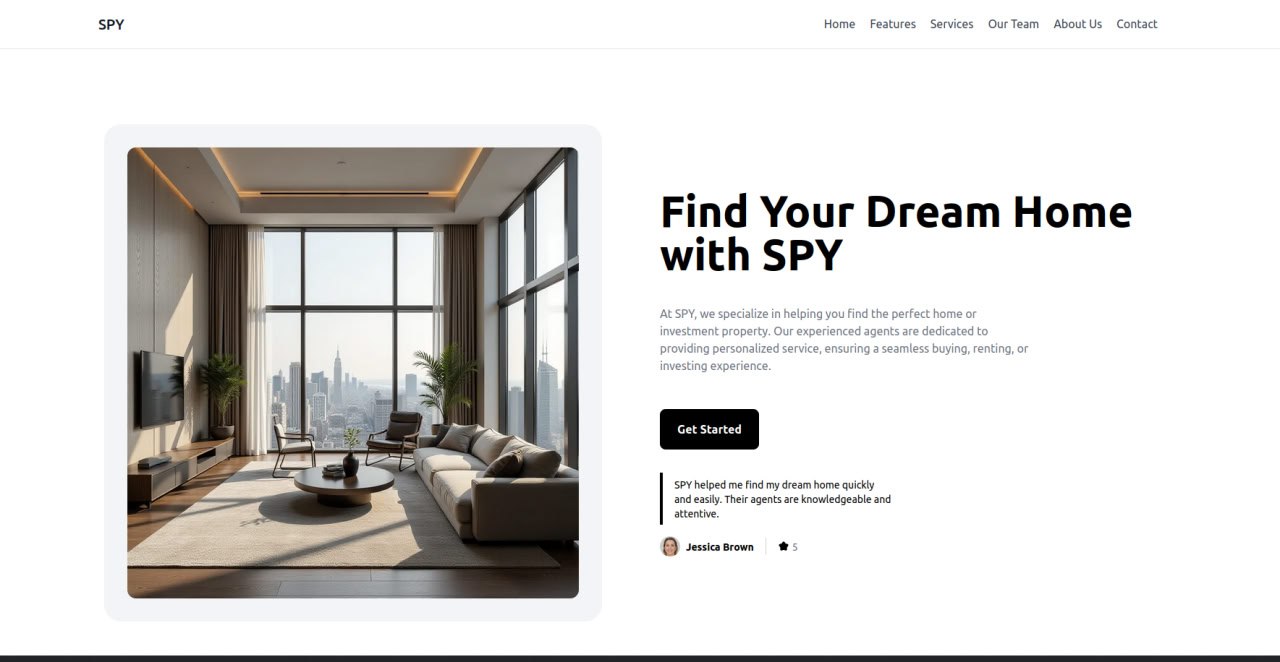 SPY
Home Features Services Our Team About Us Contact
Find Your Dream Home
with SPY
At SPY, we specialize in helping you find the perfect home or
investment property. Our experienced agents are dedicated to
providing personalized service, ensuring a seamless buying, renting, or
investing experience.
Get Started
SPY helped me find my dream home quickly
and easily. Their agents are knowledgeable and
attentive.
Jessica Brown
5